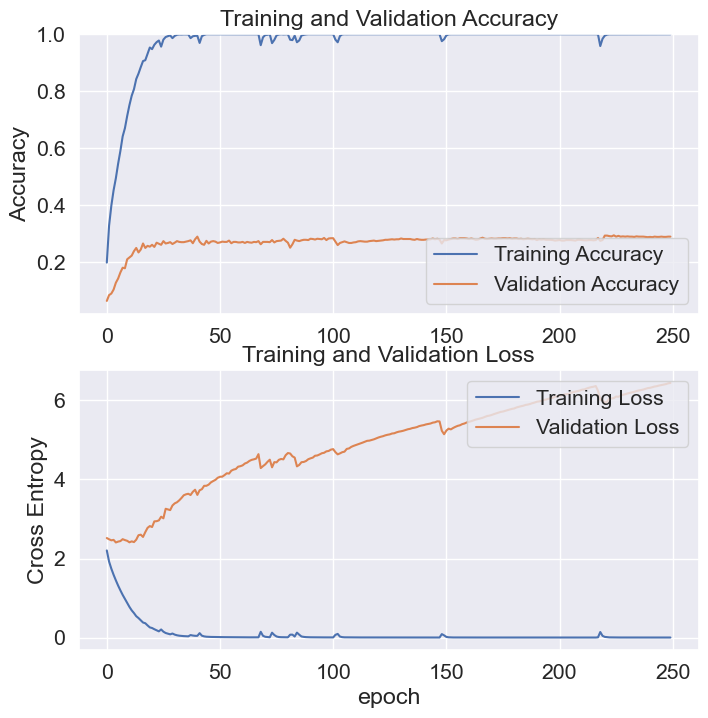 Training and Validation Accuracy
1.0
0.8
0.6
0.4
0.2
Accuracy
Training Accuracy
Validation Accuracy
0 50 100 150 200 250
Training and Validation Loss
6
4
2
0
Cross Entropy
Training Loss
Validation Loss
0 50 100 150 200 250
epoch